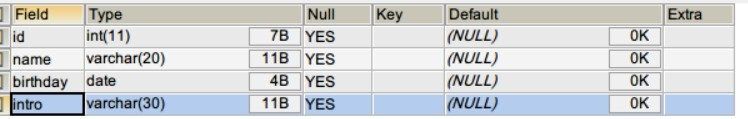 Field Type Null Key Default Extra
id int(11) 7B YES (NULL) 0K
name varchar(20) 11B YES (NULL) 0K
birthday date 4B YES (NULL) 0K
intro varchar(30) 11B YES (NULL) 0K